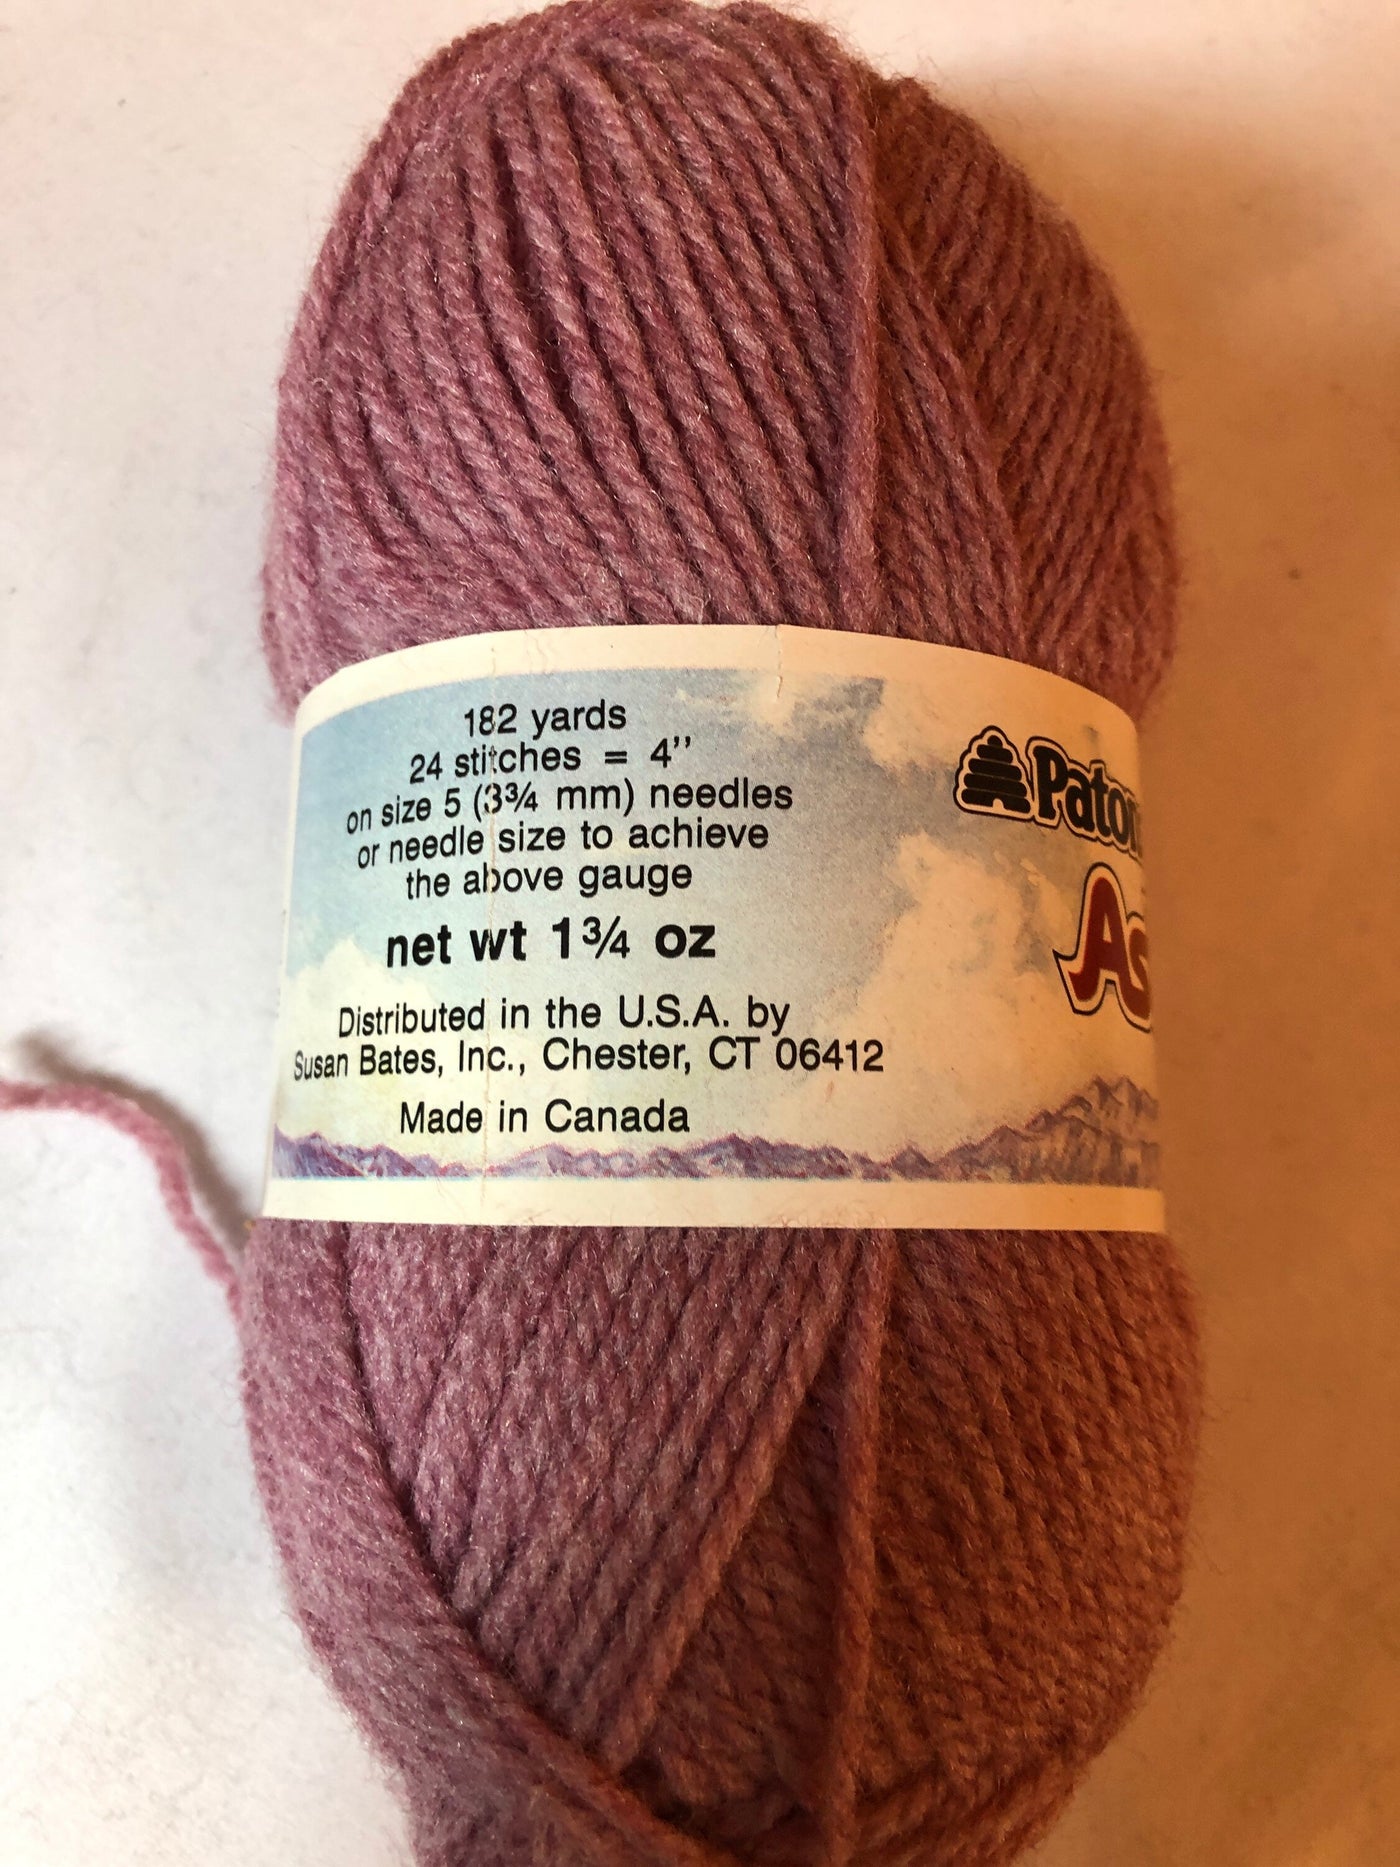 182 yards
24 stitches = 4"
on size 5 (3¾ mm) needles
or needle size to achieve
the above gauge
net wt 1¾ oz
Distributed in the U.S.A. by
Susan Bates, Inc., Chester, CT 06412
Made in Canada
Paton
As